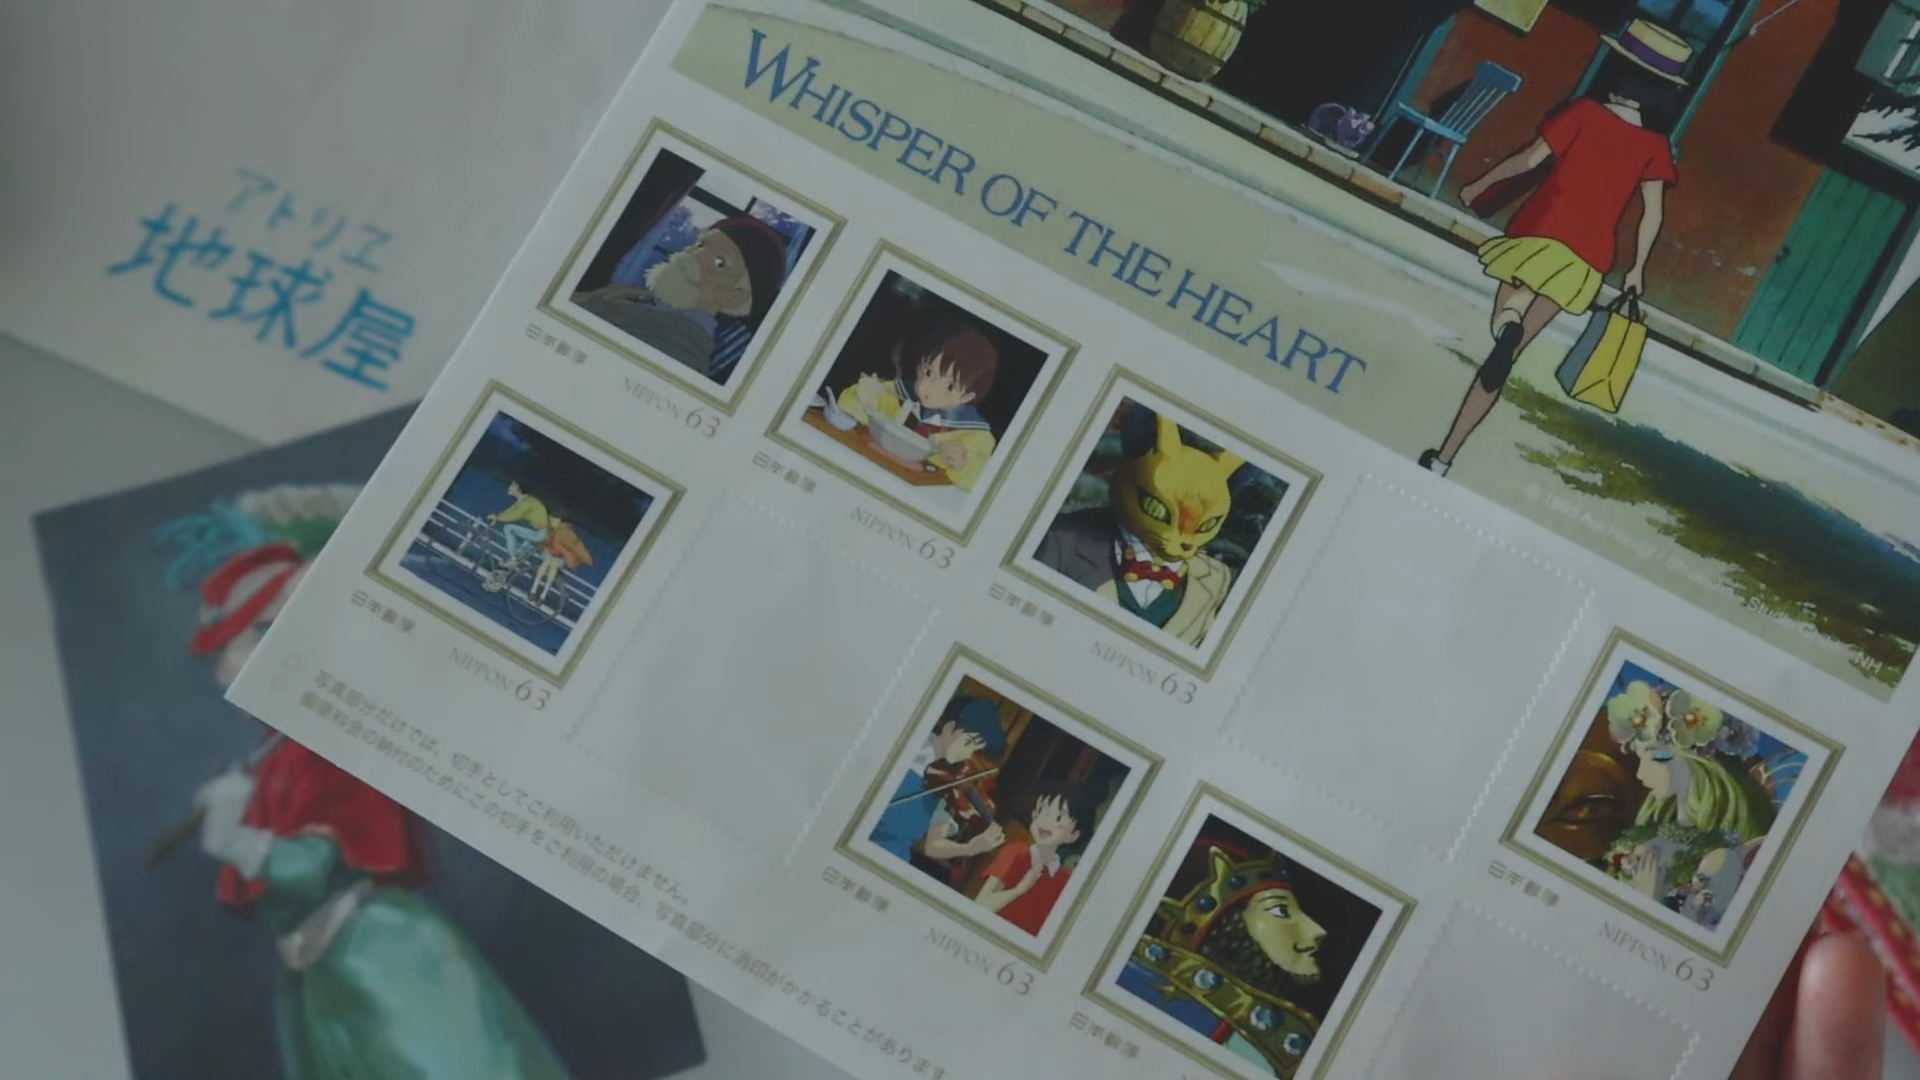 WHISPER OF THE HEART
アトリエ
地球屋
日本郵便
NIPPON 63
日本郵便
NIPPON 63
日本郵便
NIPPON 63
日本郵便
NIPPON 63
日本郵便
NIPPON 63
日本郵便
日本郵便
NIPPON 63
写真部分だけでは、切手としてご利用いただけません。
郵便料金の納付のためにこの切手をご利用の場合、写真部分に消印がかかることがあります
NH